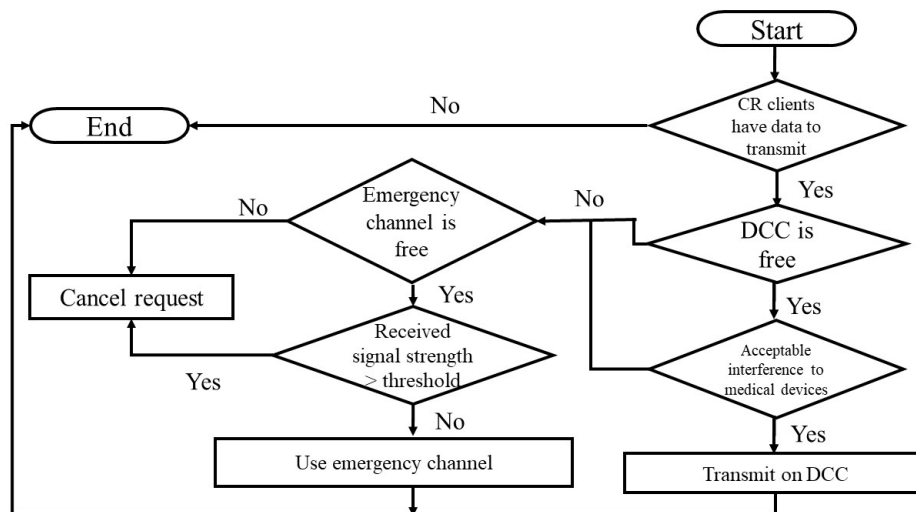 Start
CR clients
have data to
transmit
No
End
Yes
Emergency
channel is
free
No
No
DCC is
free
Cancel request
Yes
Yes
Received
signal strength
> threshold
Yes
Acceptable
interference to
medical devices
No
Yes
Use emergency channel
Transmit on DCC